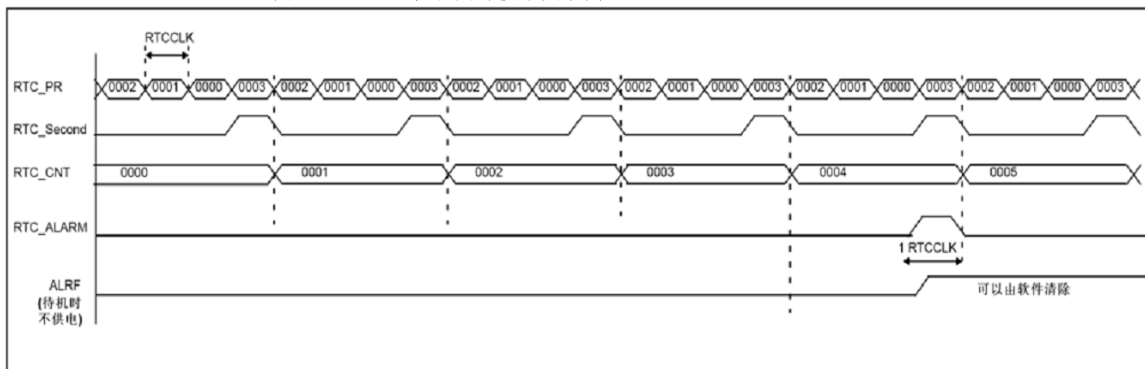 RTCCLK
RTC_PR 0002 0001 0000 0003 0002 0001 0000 0003 0002 0001 0000 0003 0002 0001 0000 0003 0002 0001 0000 0003 0002 0001 0000 0003
RTC_Second
RTC_CNT 0000 0001 0002 0003 0004 0005
RTC_ALARM
1 RTCCLK
ALRF
(待机时
不供电)
可以由软件清除